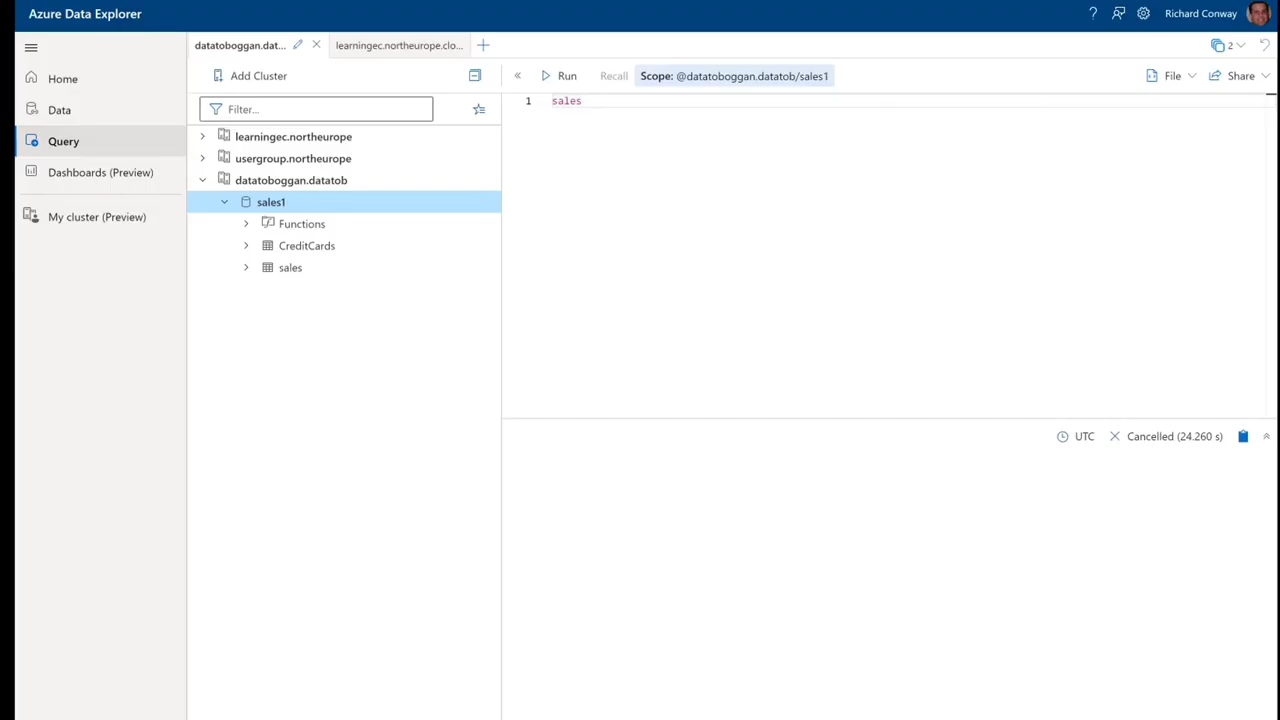 Azure Data Explorer
? Richard Conway
datatoboggan.dat...
learningec.northeurope.clo...
2
Home
Data
Query
Dashboards (Preview)
My cluster (Preview)
Add Cluster
Filter...
learningec.northeurope
usergroup.northeurope
datatoboggan.datatob
sales1
Functions
CreditCards
sales
Run
Recall
Scope: @datatoboggan.datatob/sales1
File
Share
1 sales
UTC
Cancelled (24.260 s)